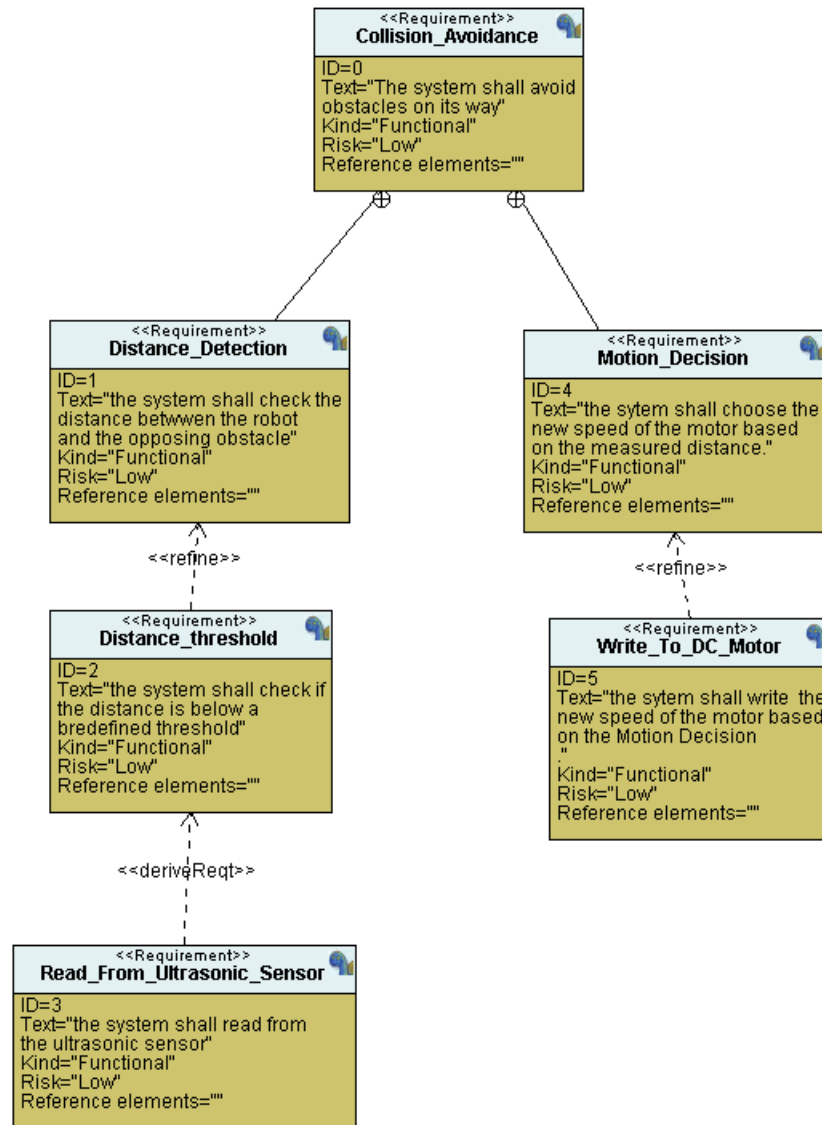 <<Requirement>>
Collision_Avoidance
ID=0
Text="The system shall avoid
obstacles on its way"
Kind="Functional"
Risk="Low"
Reference elements=""
<<Requirement>>
Distance_Detection
ID=1
Text="the system shall check the
distance betwwen the robot
and the opposing obstacle"
Kind="Functional"
Risk="Low"
Reference elements=""
<<Requirement>>
Motion_Decision
ID=4
Text="the sytem shall choose the
new speed of the motor based
on the measured distance."
Kind="Functional"
Risk="Low"
Reference elements=""
<<refine>>
<<refine>>
<<Requirement>>
Distance_threshold
ID=2
Text="the system shall check if
the distance is below a
bredefined threshold"
Kind="Functional"
Risk="Low"
Reference elements=""
<<Requirement>>
Write_To_DC_Motor
ID=5
Text="the sytem shall write  the
new speed of the motor based
on the Motion Decision
."
Kind="Functional"
Risk="Low"
Reference elements=""
<<deriveReqt>>
<<Requirement>>
Read_From_Ultrasonic_Sensor
ID=3
Text="the system shall read from
the ultrasonic sensor"
Kind="Functional"
Risk="Low"
Reference elements=""